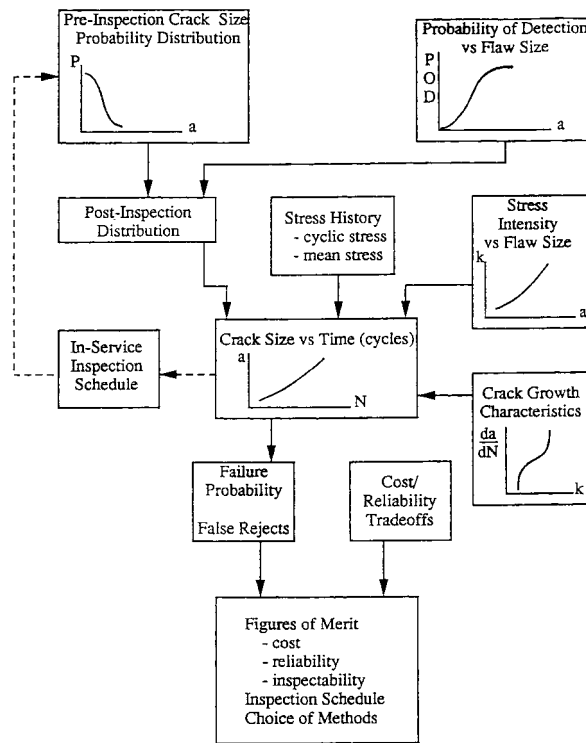 Pre-Inspection Crack Size
Probability Distribution
P
a
Probability of Detection
vs Flaw Size
P
O
D
a
Post-Inspection
Distribution
Stress History
- cyclic stress
- mean stress
Stress
Intensity
vs Flaw Size
k
a
In-Service
Inspection
Schedule
Crack Size vs Time (cycles)
a
N
Crack Growth
Characteristics
da
dN
k
Failure
Probability
False Rejects
Cost/
Reliability
Tradeoffs
Figures of Merit
- cost
- reliability
- inspectability
Inspection Schedule
Choice of Methods